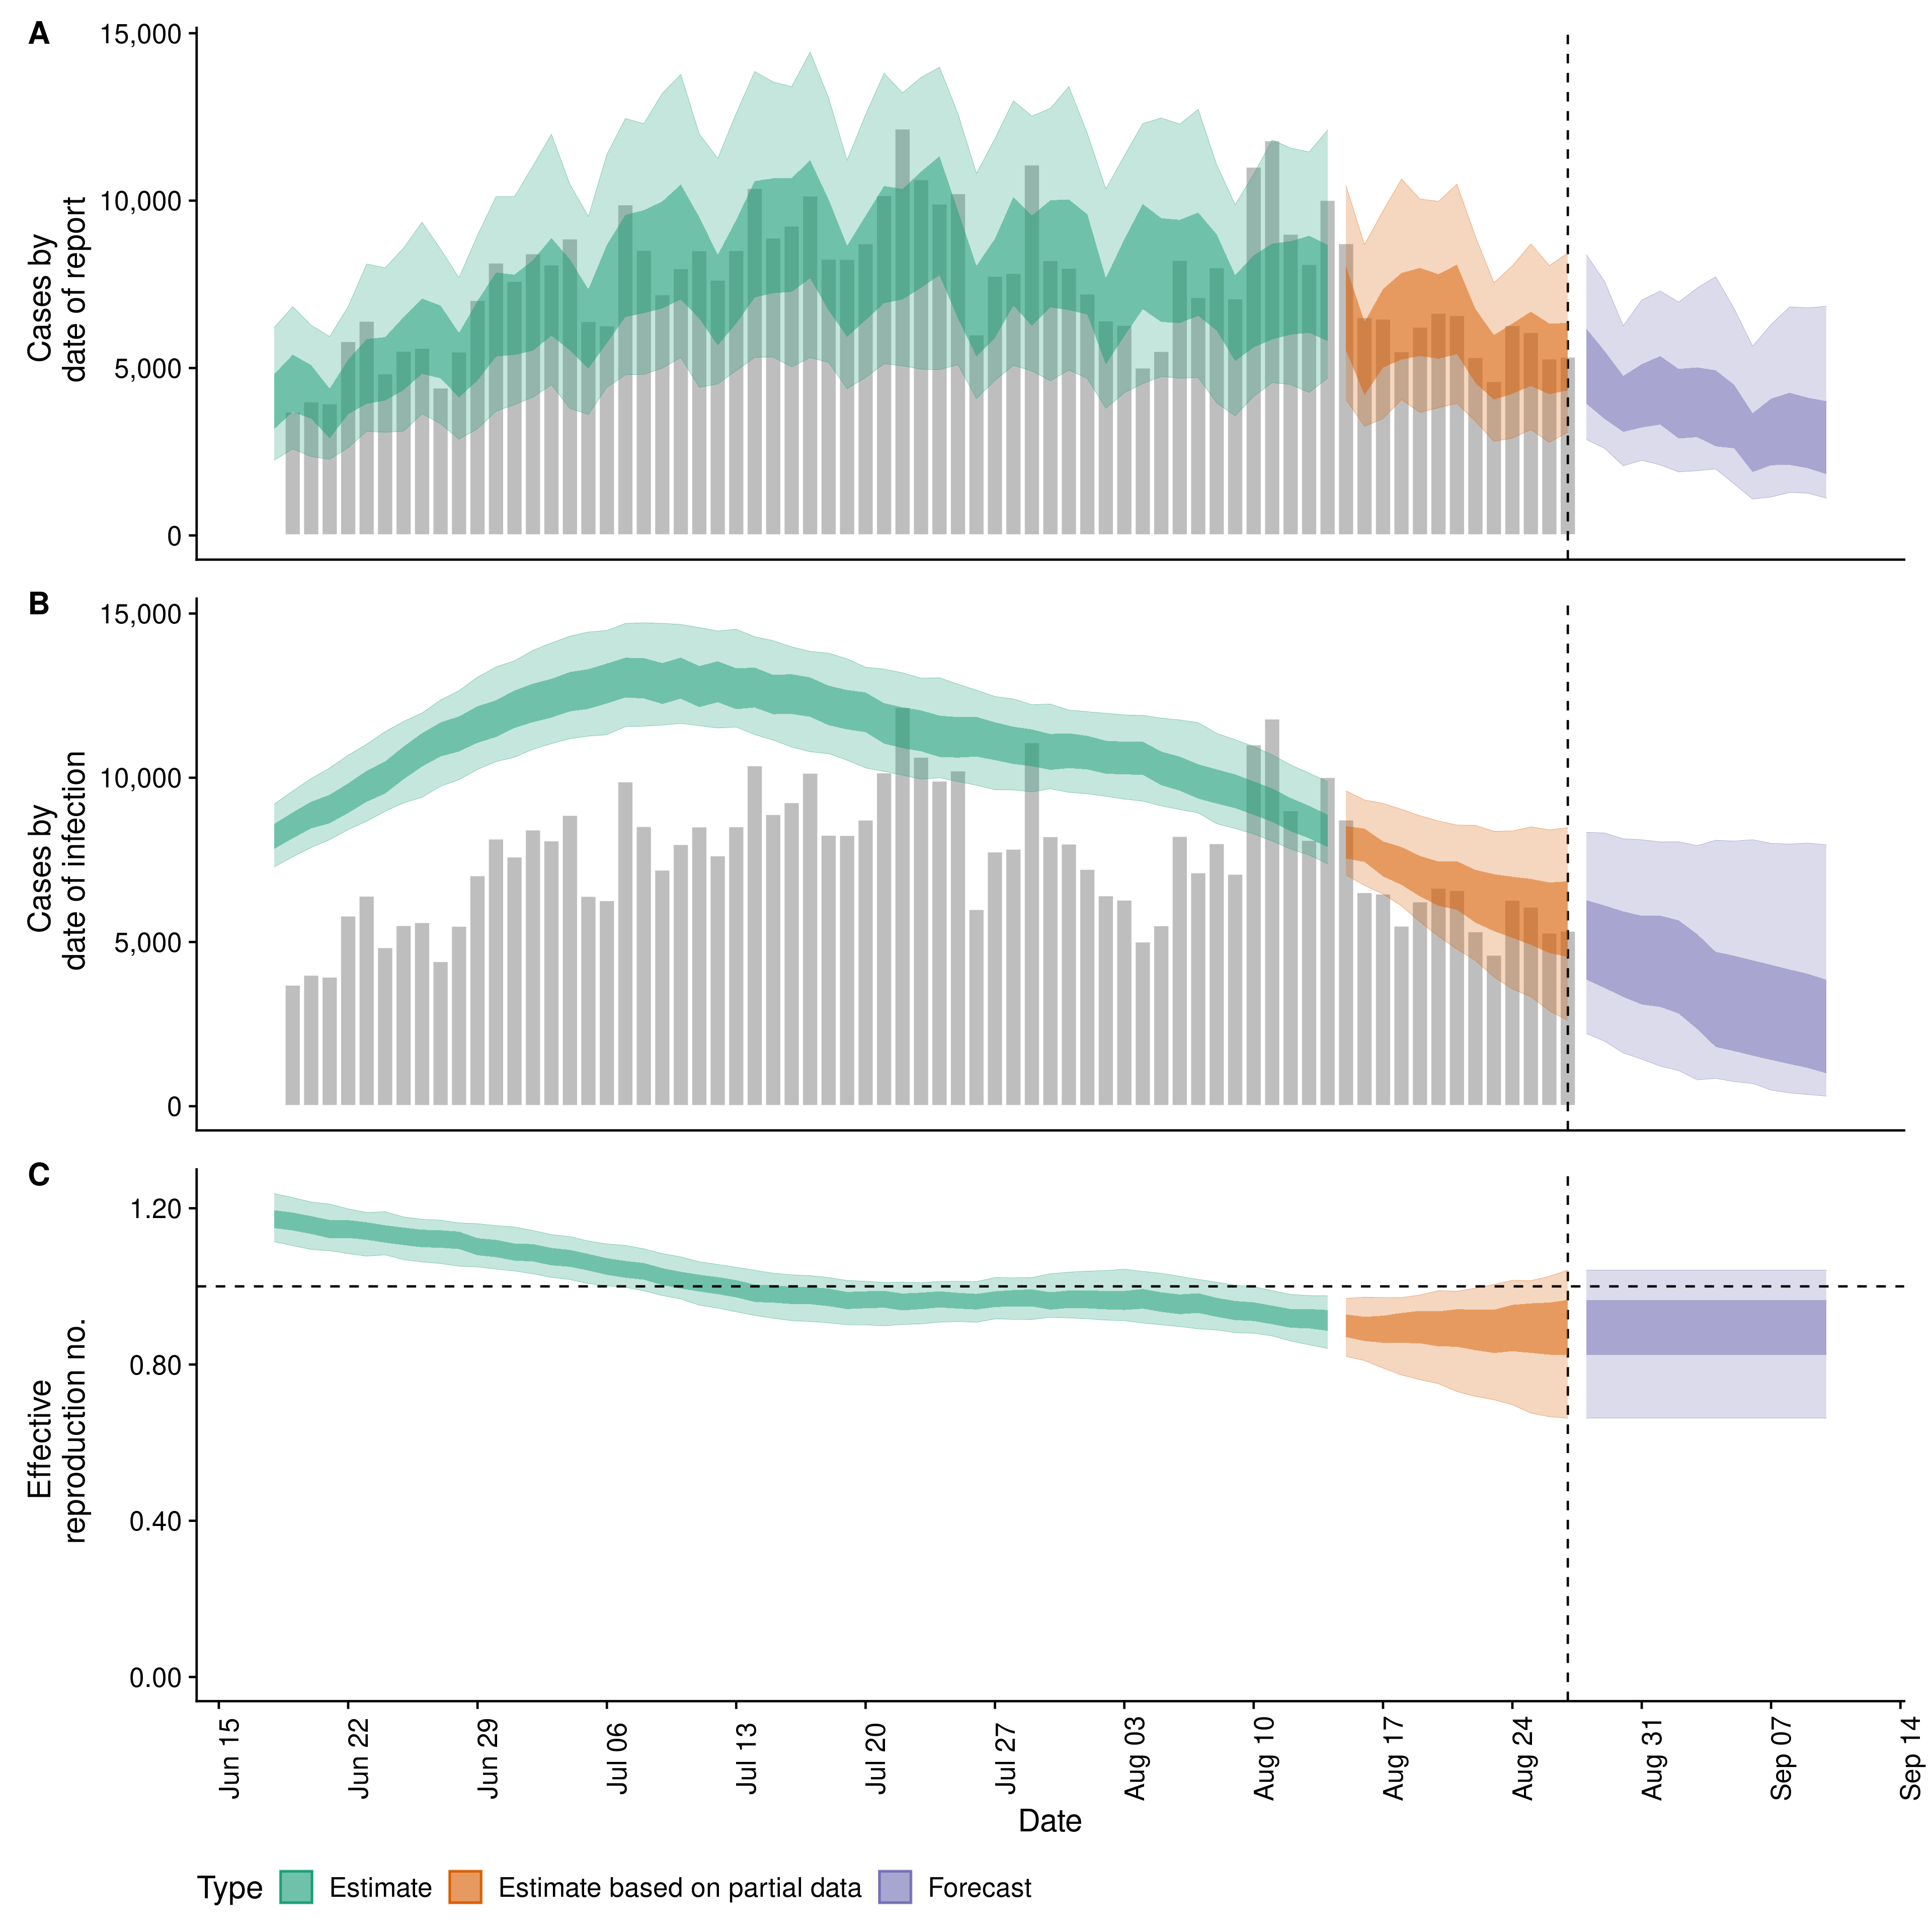 A
15,000
10,000
5,000
0
Cases by
date of report
B
15,000
10,000
5,000
0
Cases by
date of infection
C
1.20
0.80
0.40
0.00
Effective
reproduction no.
Jun 15
Jun 22
Jun 29
Jul 06
Jul 13
Jul 20
Jul 27
Aug 03
Aug 10
Aug 17
Aug 24
Aug 31
Sep 07
Sep 14
Date
Type Estimate Estimate based on partial data Forecast